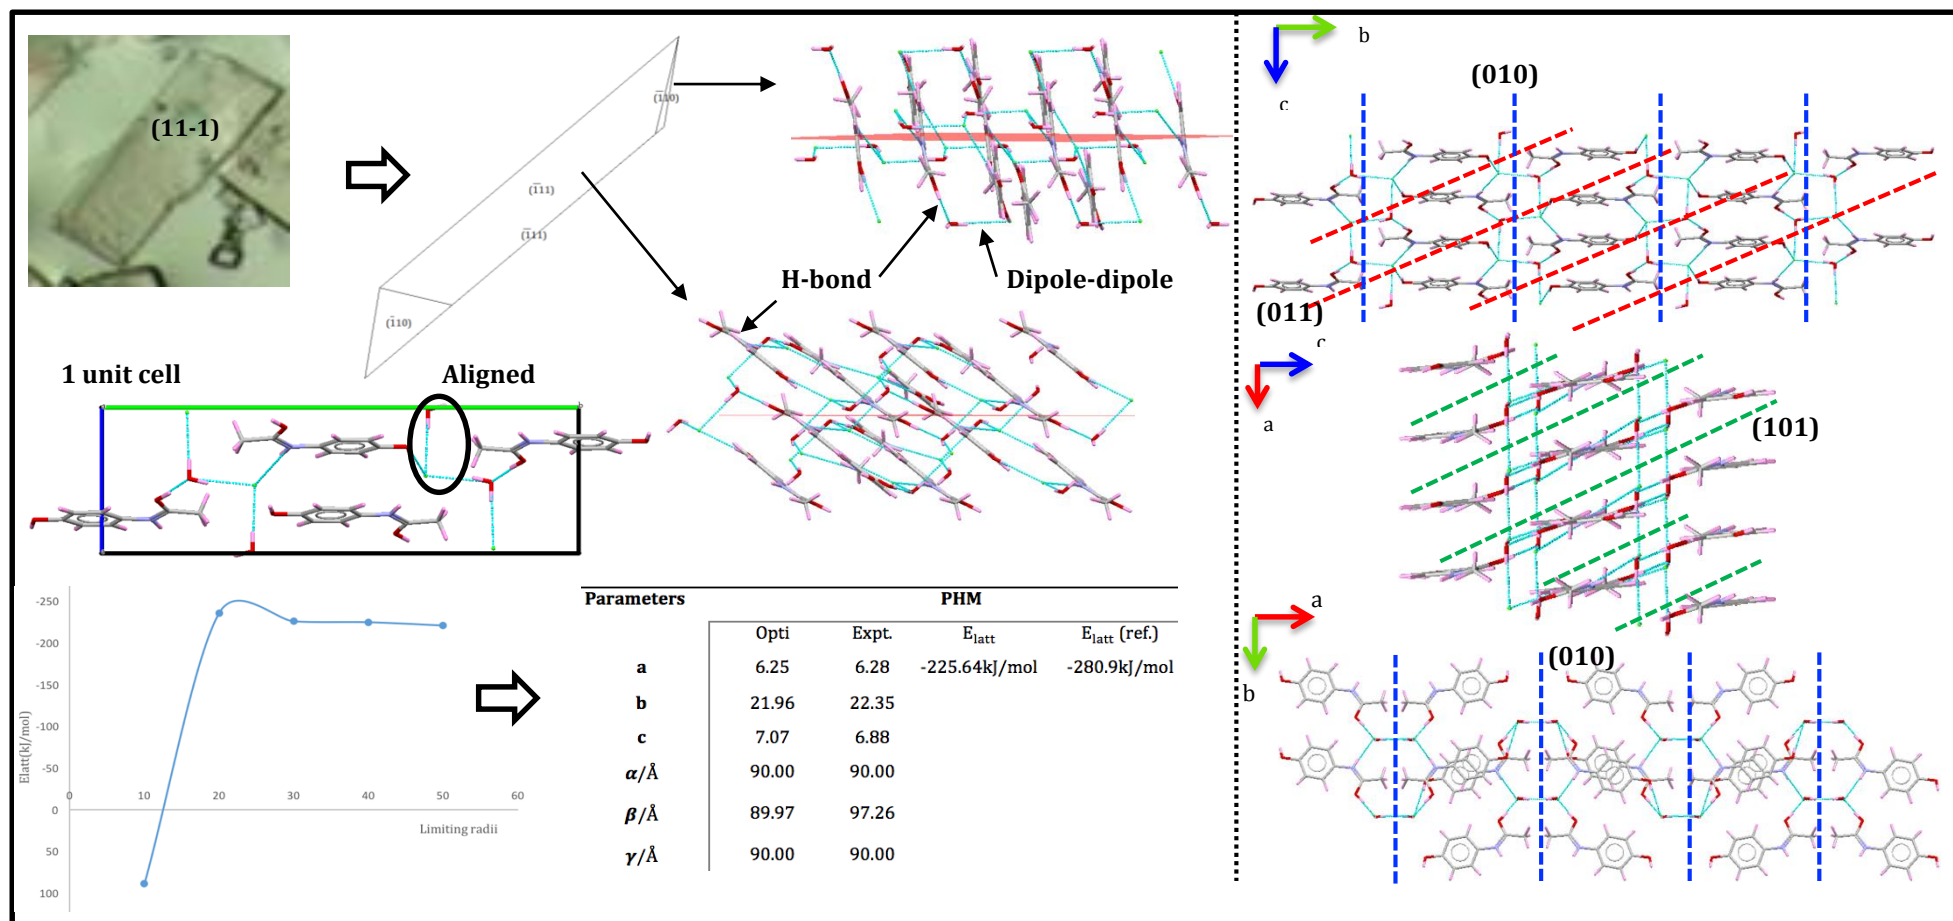 (11-1)
(1̅10)
(1̅11)
(1̅11)
(1̅10)
H-bond
Dipole-dipole
1 unit cell
Aligned
b
-250
-200
-150
-100
-50
0
50
100
0
10
20
30
40
50
60
Elatt(kJ/mol)
Limiting radii
Parameters PHM
Opti Expt. Elatt Elatt (ref.)
a 6.25 6.28 -225.64kJ/mol -280.9kJ/mol
b 21.96 22.35
c 7.07 6.88
α/Å 90.00 90.00
β/Å 89.97 97.26
γ/Å 90.00 90.00
b
c
(010)
(011)
c
a
(101)
a
b
(010)